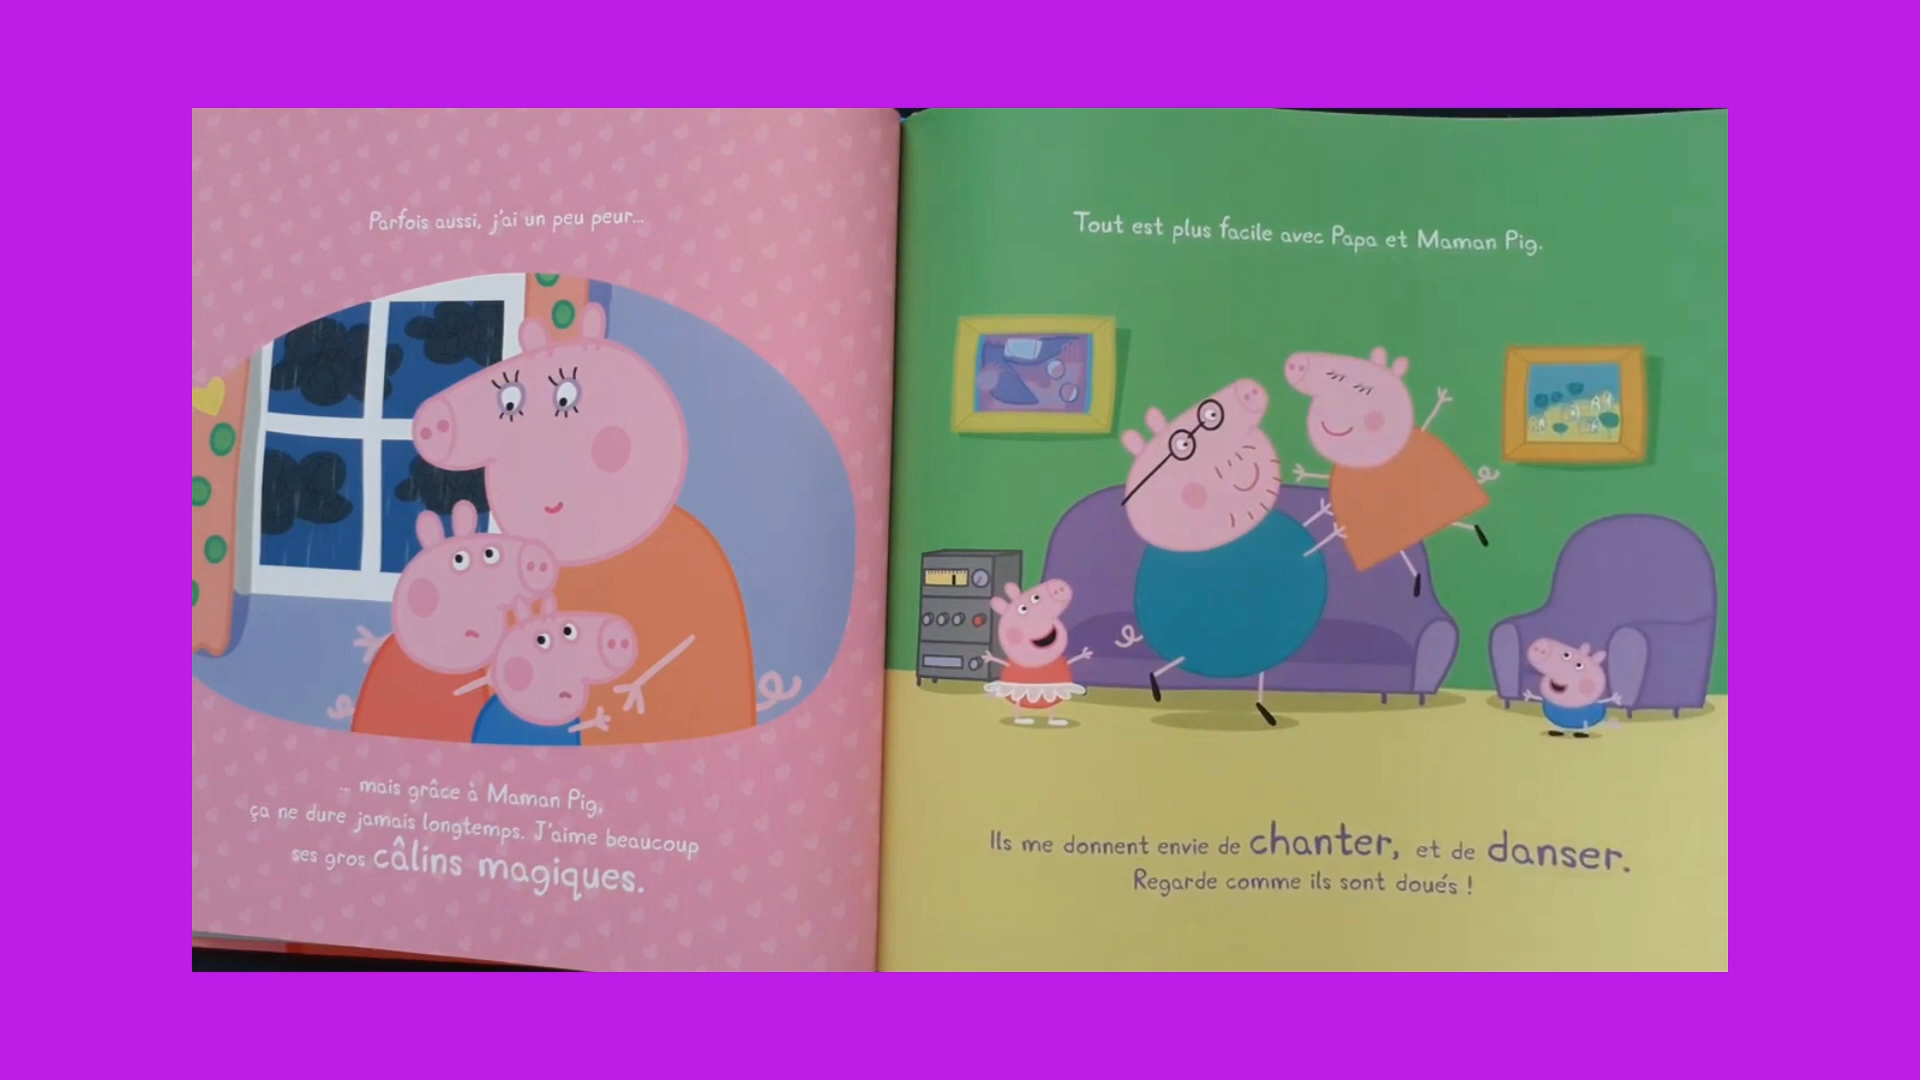 Parfois aussi, j'ai un peu peur...
... mais grâce à Maman Pig,
ça ne dure jamais longtemps. J'aime beaucoup
ses gros câlins magiques.
Tout est plus facile avec Papa et Maman Pig.
Ils me donnent envie de chanter, et de danser.
Regarde comme ils sont doués !